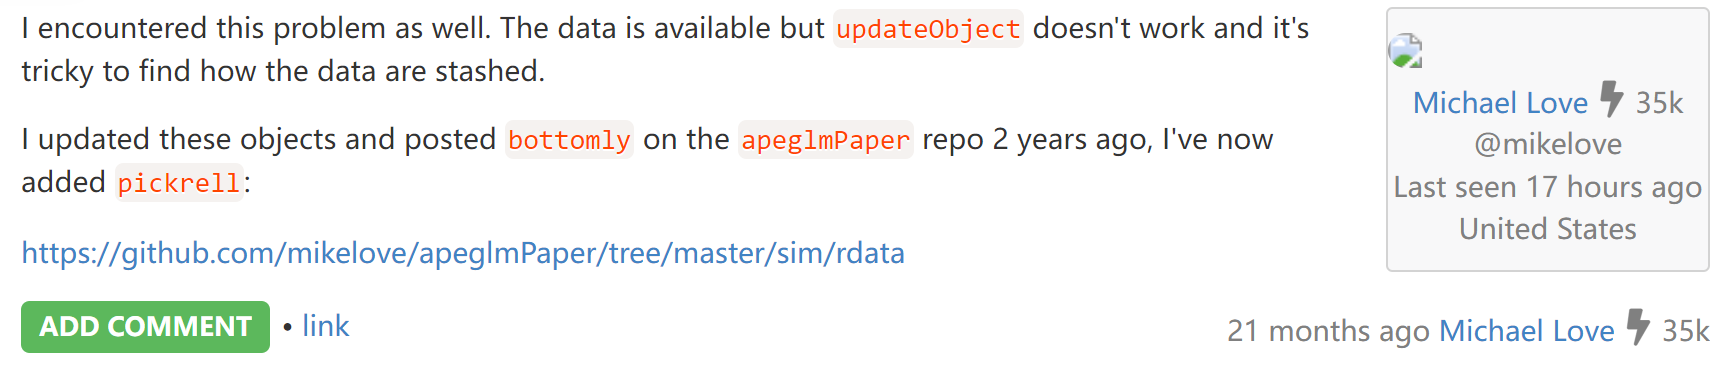 I encountered this problem as well. The data is available but updateObject doesn't work and it's
tricky to find how the data are stashed.
I updated these objects and posted bottomly on the apeglmPaper repo 2 years ago, I've now
added pickrell:
https://github.com/mikelove/apeglmPaper/tree/master/sim/rdata
ADD COMMENT • link
Michael Love 35k
@mikelove
Last seen 17 hours ago
United States
21 months ago Michael Love 35k